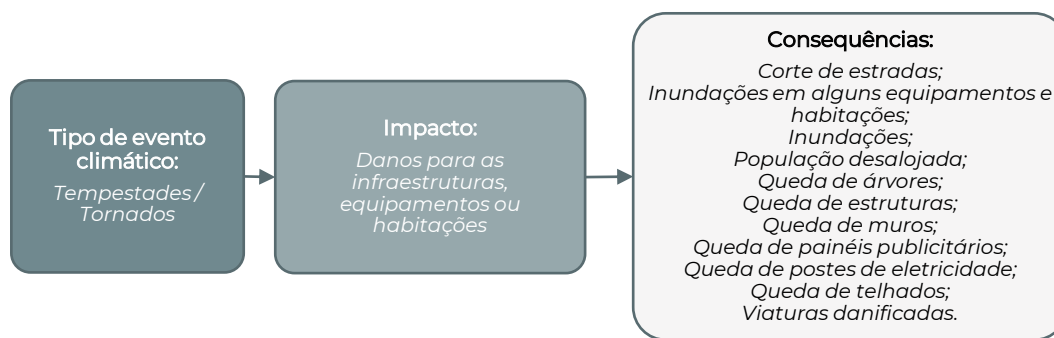 Tipo de evento
climático:
Tempestades /
Tornados
Impacto:
Danos para as
infraestruturas,
equipamentos ou
habitações
Consequências:
Corte de estradas;
Inundações em alguns equipamentos e
habitações;
Inundações;
População desalojada;
Queda de árvores;
Queda de estruturas;
Queda de muros;
Queda de painéis publicitários;
Queda de postes de eletricidade;
Queda de telhados;
Viaturas danificadas.